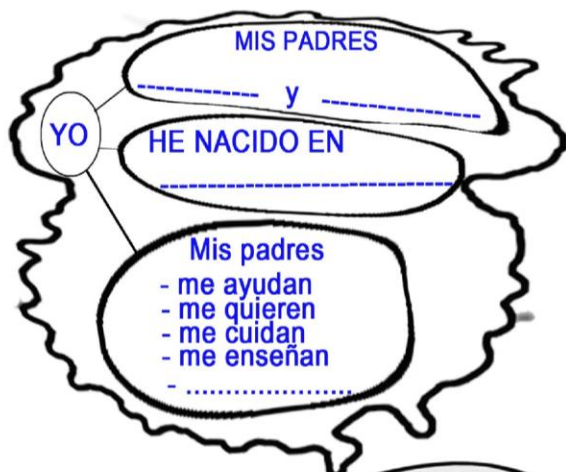 MIS PADRES
------------ y ----------------
YO
HE NACIDO EN
------------------------------
Mis padres
- me ayudan
- me quieren
- me cuidan
- me enseñan
- .....................